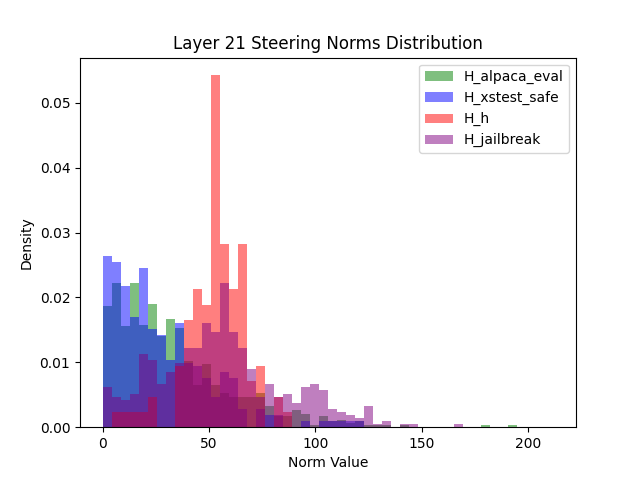 Layer 21 Steering Norms Distribution
H_alpaca_eval
H_xstest_safe
H_h
H_jailbreak
Density
0.05
0.04
0.03
0.02
0.01
0.00
0
50
100
150
200
Norm Value